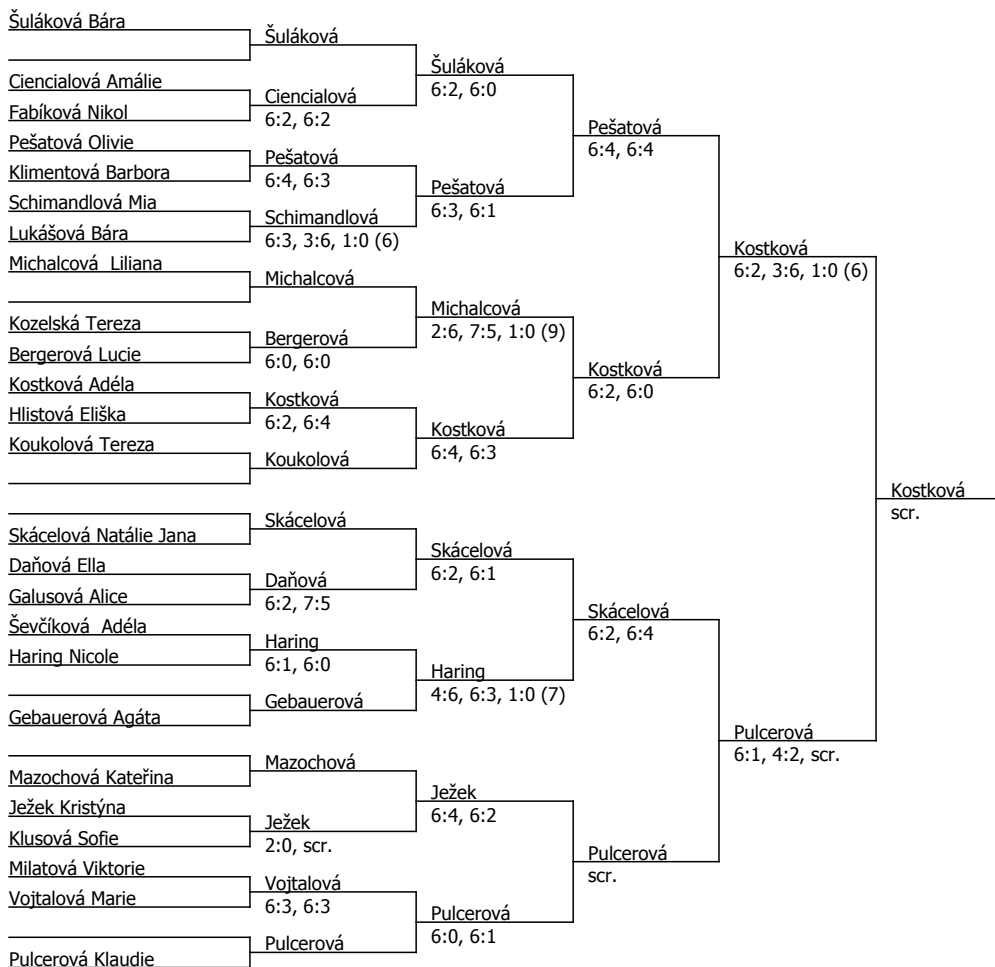 Šuláková Bára
Šuláková
Šuláková
6:2, 6:0
Ciencialová Amálie
Ciencialová
6:2, 6:2
Fabíková Nikol
Pešatová
6:4, 6:4
Pešatová Olivie
Pešatová
6:4, 6:3
Klimentová Barbora
Pešatová
6:3, 6:1
Schimandlová Mia
Schimandlová
6:3, 3:6, 1:0 (6)
Lukášová Bára
Kostková
6:2, 3:6, 1:0 (6)
Michalcová  Liliana
Michalcová
Michalcová
2:6, 7:5, 1:0 (9)
Kozelská Tereza
Bergerová
6:0, 6:0
Bergerová Lucie
Kostková
6:2, 6:0
Kostková Adéla
Kostková
6:2, 6:4
Hlistová Eliška
Kostková
6:4, 6:3
Koukolová Tereza
Koukolová
Kostková
scr.
Skácelová
Skácelová Natálie Jana
Skácelová
6:2, 6:1
Daňová Ella
Daňová
6:2, 7:5
Galusová Alice
Skácelová
6:2, 6:4
Ševčíková  Adéla
Haring
6:1, 6:0
Haring Nicole
Haring
4:6, 6:3, 1:0 (7)
Gebauerová
Gebauerová Agáta
Pulcerová
6:1, 4:2, scr.
Mazochová
Mazochová Kateřina
Ježek
6:4, 6:2
Ježek Kristýna
Ježek
2:0, scr.
Klusová Sofie
Pulcerová
scr.
Milatová Viktorie
Vojtalová
6:3, 6:3
Vojtalová Marie
Pulcerová
6:0, 6:1
Pulcerová
Pulcerová Klaudie